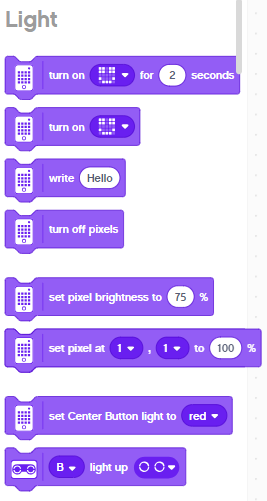 Light
turn on for 2 seconds
turn on
write Hello
turn off pixels
set pixel brightness to 75 %
set pixel at 1 , 1 to 100 %
set Center Button light to red
B light up